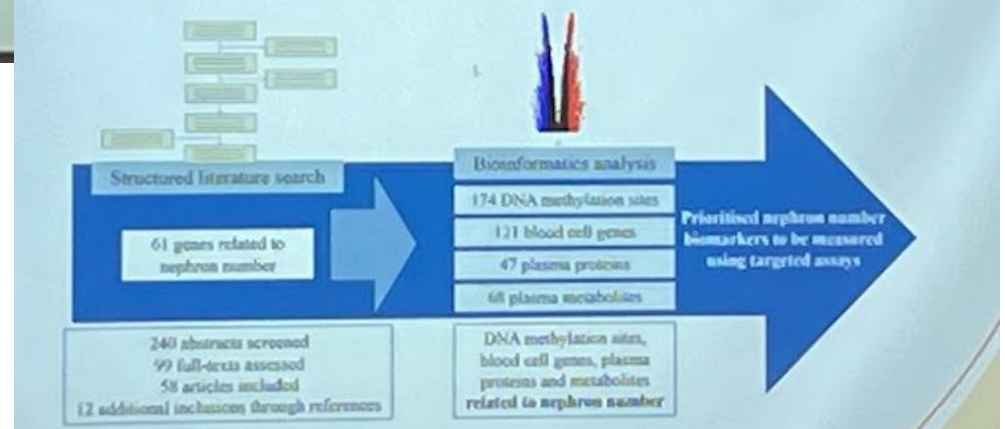 Structured literature search
61 genes related to
nephron number
240 abstracts screened
99 full-texts assessed
58 articles included
12 additional inclusions through references
Bioinformatics analysis
174 DNA methylation sites
121 blood cell genes
47 plasma proteins
68 plasma metabolites
DNA methylation sites,
blood cell genes, plasma
proteins and metabolites
related to nephron number
Prioritised nephron number
biomarkers to be measured
using targeted assays